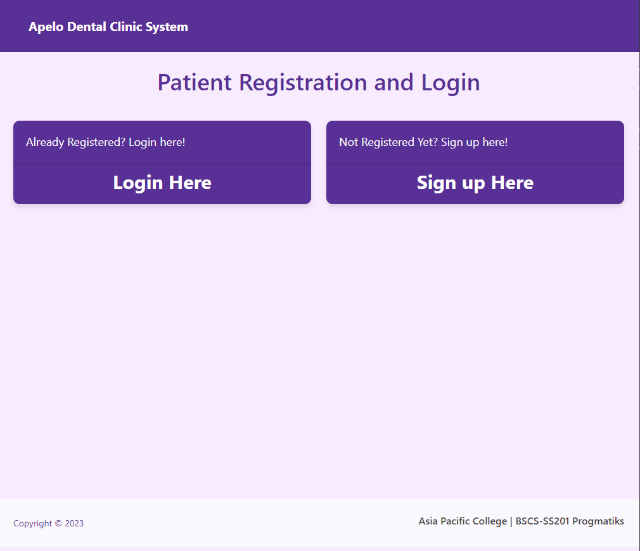 Apelo Dental Clinic System
Patient Registration and Login
Already Registered? Login here!
Login Here
Not Registered Yet? Sign up here!
Sign up Here
Copyright © 2023
Asia Pacific College | BSCS-SS201 Progmatiks